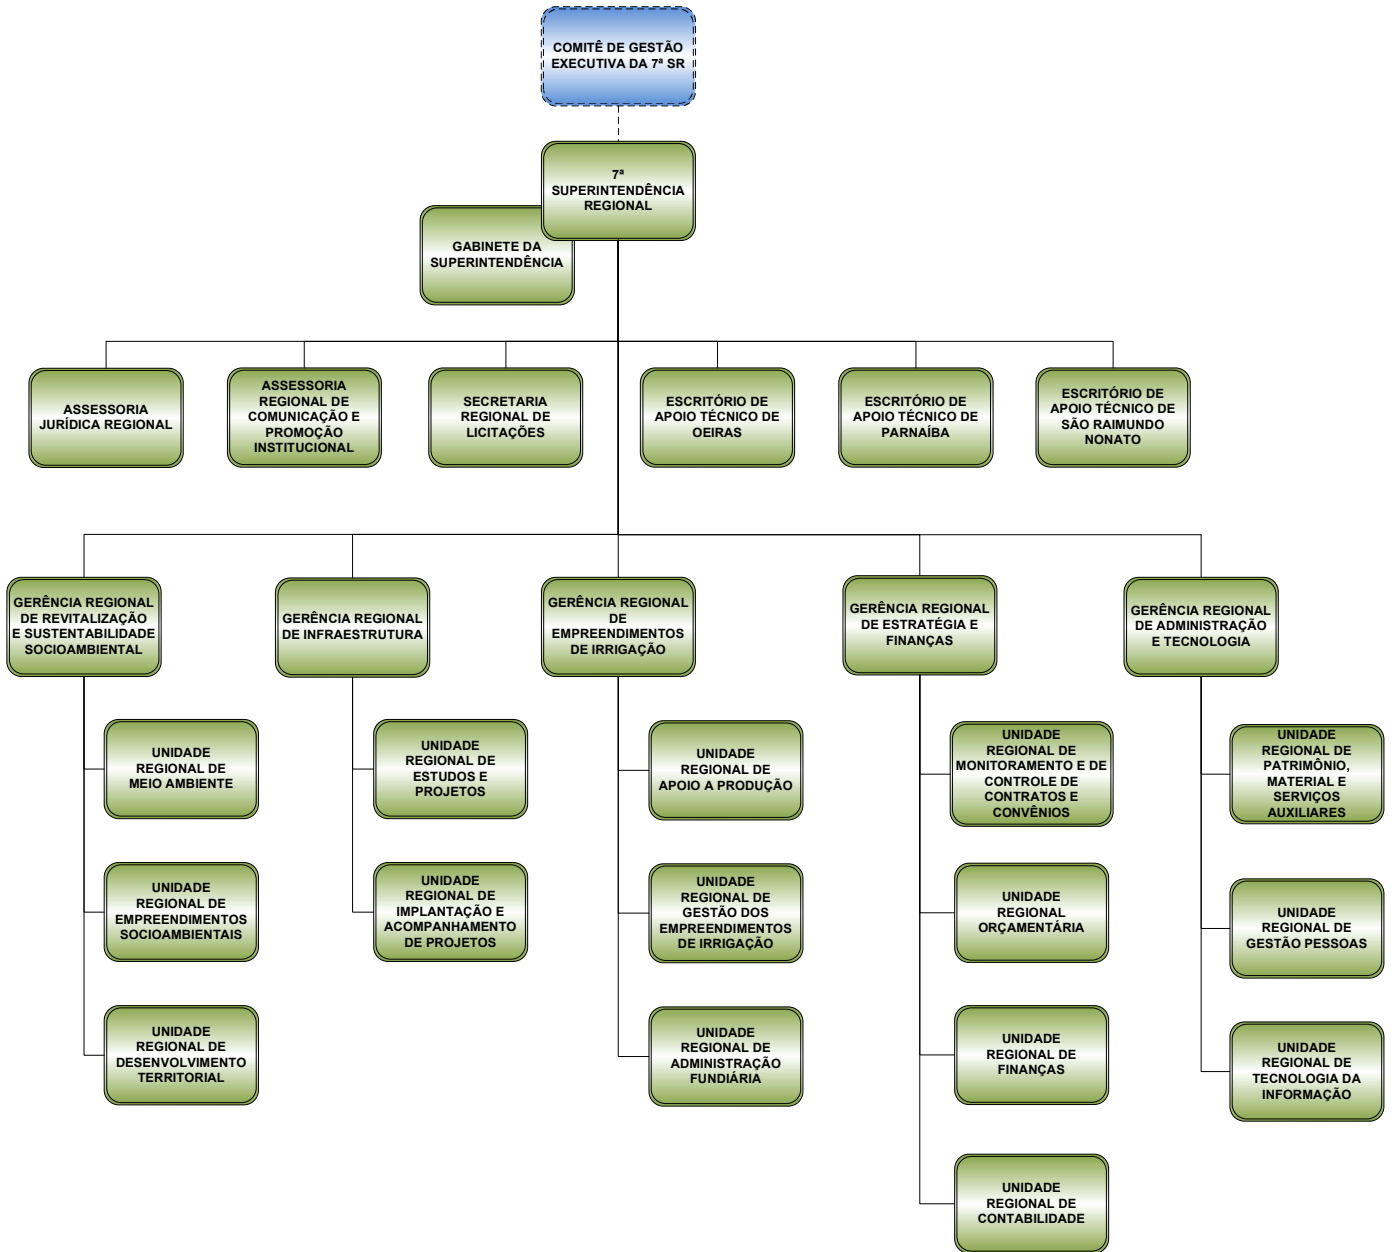 COMITÊ DE GESTÃO
EXECUTIVA DA 7ª SR
7ª
SUPERINTENDÊNCIA
REGIONAL
GABINETE DA
SUPERINTENDÊNCIA
ASSESSORIA
JURÍDICA REGIONAL
ASSESSORIA
REGIONAL DE
COMUNICAÇÃO E
PROMOÇÃO
INSTITUCIONAL
SECRETARIA
REGIONAL DE
LICITAÇÕES
ESCRITÓRIO DE
APOIO TÉCNICO DE
OEIRAS
ESCRITÓRIO DE
APOIO TÉCNICO DE
PARNAÍBA
ESCRITÓRIO DE
APOIO TÉCNICO DE
SÃO RAIMUNDO
NONATO
GERÊNCIA REGIONAL
DE REVITALIZAÇÃO
E SUSTENTABILIDADE
SOCIOAMBIENTAL
GERÊNCIA REGIONAL
DE INFRAESTRUTURA
GERÊNCIA REGIONAL
DE
EMPREENDIMENTOS
DE IRRIGAÇÃO
GERÊNCIA REGIONAL
DE ESTRATÉGIA E
FINANÇAS
GERÊNCIA REGIONAL
DE ADMINISTRAÇÃO
E TECNOLOGIA
UNIDADE
REGIONAL DE
MEIO AMBIENTE
UNIDADE
REGIONAL DE
ESTUDOS E
PROJETOS
UNIDADE
REGIONAL DE
APOIO A PRODUÇÃO
UNIDADE
REGIONAL DE
MONITORAMENTO E DE
CONTROLE DE
CONTRATOS E
CONVÊNIOS
UNIDADE
REGIONAL DE
PATRIMÔNIO,
MATERIAL E
SERVIÇOS
AUXILIARES
UNIDADE
REGIONAL DE
EMPREENDIMENTOS
SOCIOAMBIENTAIS
UNIDADE
REGIONAL DE
IMPLANTAÇÃO E
ACOMPANHAMENTO
DE PROJETOS
UNIDADE
REGIONAL DE
GESTÃO DOS
EMPREENDIMENTOS
DE IRRIGAÇÃO
UNIDADE
REGIONAL
ORÇAMENTÁRIA
UNIDADE
REGIONAL DE
GESTÃO PESSOAS
UNIDADE
REGIONAL DE
DESENVOLVIMENTO
TERRITORIAL
UNIDADE
REGIONAL DE
ADMINISTRAÇÃO
FUNDIÁRIA
UNIDADE
REGIONAL DE
FINANÇAS
UNIDADE
REGIONAL DE
TECNOLOGIA DA
INFORMAÇÃO
UNIDADE
REGIONAL DE
CONTABILIDADE